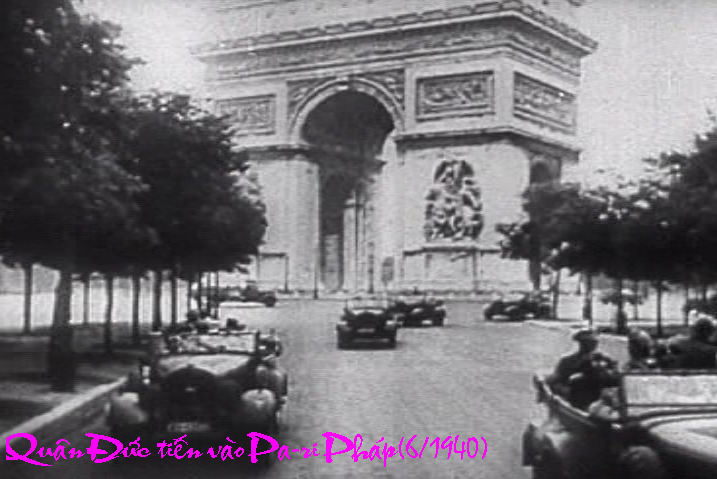 Quân Đức tiến vào Pa-ri Pháp(6/1940)